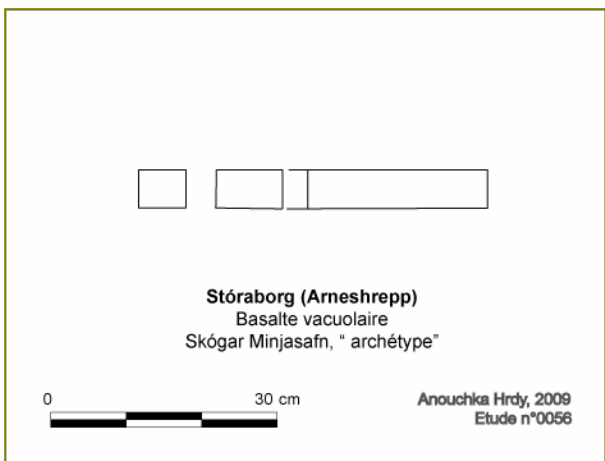 Stóraborg (Arneshrepp)
Basalte vacuolaire
Skógar Minjasafn, “ archétype”
0 30 cm
Anouchka Hrdy, 2009
Etude n°0056